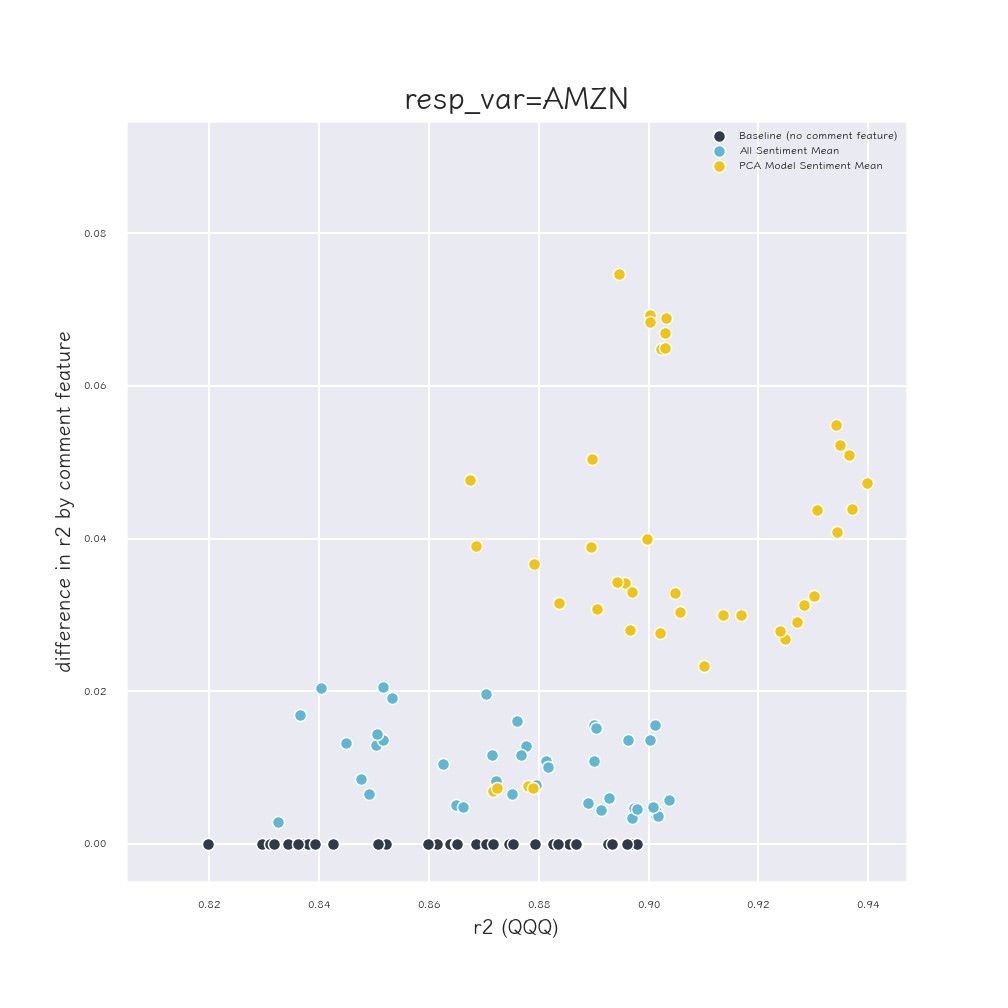 resp_var=AMZN
Baseline (no comment feature)
All Sentiment Mean
PCA Model Sentiment Mean
difference in r2 by comment feature
0.08
0.06
0.04
0.02
0.00
0.82 0.84 0.86 0.88 0.90 0.92 0.94
r2 (QQQ)